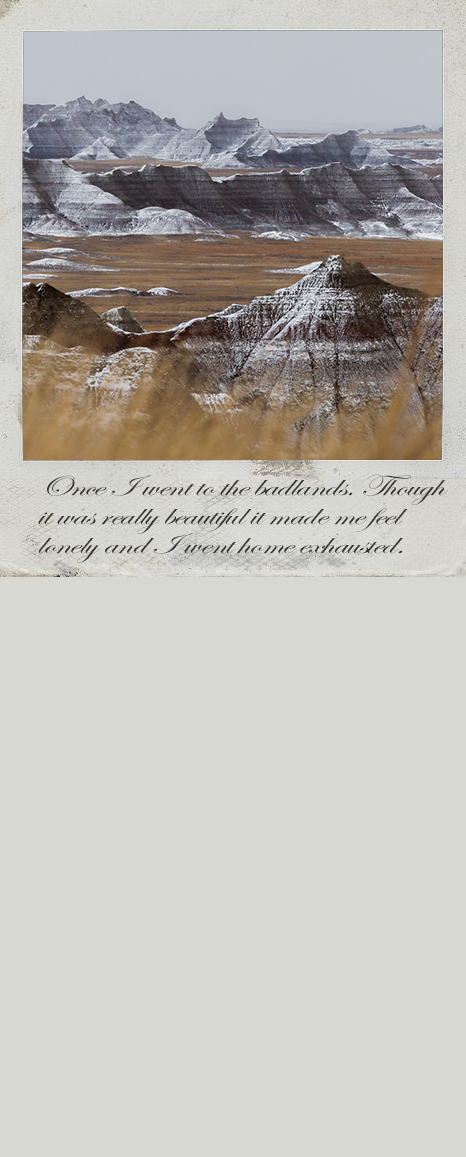 Once I went to the badlands. Though
it was really beautiful it made me feel
lonely and I went home exhausted.